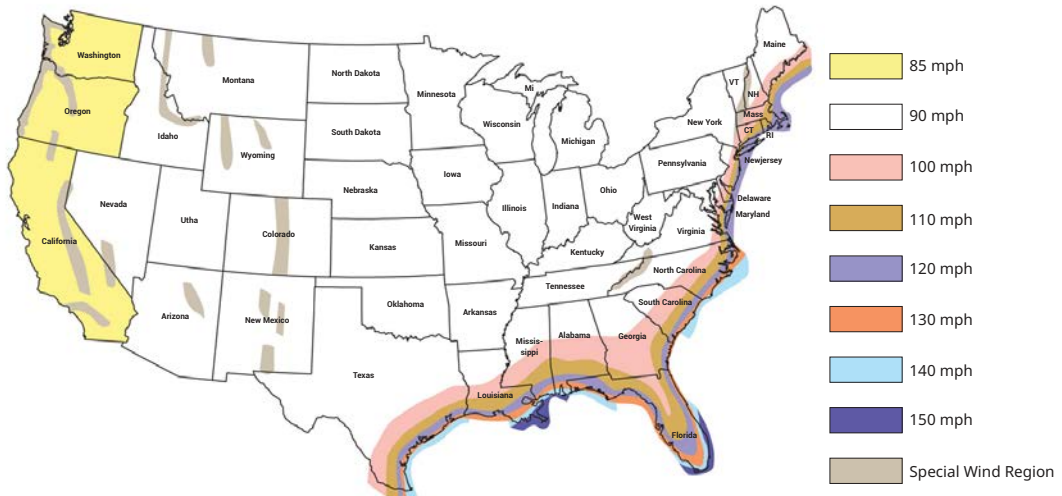 Washington
Oregon
California
Nevada
Idaho
Montana
Wyoming
Utha
Colorado
Arizona
New Mexico
North Dakota
South Dakota
Nebraska
Kansas
Oklahoma
Texas
Minnesota
Iowa
Missouri
Arkansas
Louisiana
Wisconsin
Mi
Michigan
Illinois
Indiana
Ohio
Kentucky
Tennessee
Missis-
sippi
Alabama
Georgia
Florida
South Carolina
North Carolina
Virginia
West
Virginia
Pennsylvania
New York
VT
NH
Maine
Mass
CT
RI
Newjersey
Delaware
Maryland
85 mph
90 mph
100 mph
110 mph
120 mph
130 mph
140 mph
150 mph
Special Wind Region